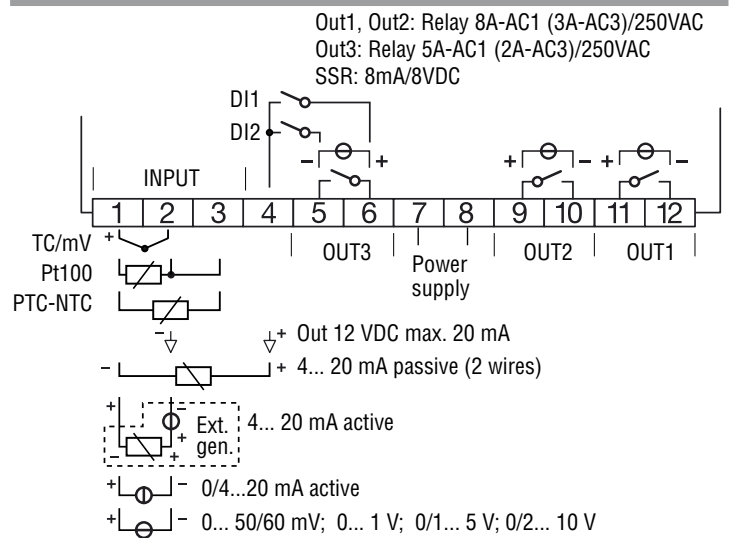 Out1, Out2: Relay 8A-AC1 (3A-AC3)/250VAC
Out3: Relay 5A-AC1 (2A-AC3)/250VAC
SSR: 8mA/8VDC
DI1
DI2
− + + − + −
INPUT
1 2 3 4 5 6 7 8 9 10 11 12
TC/mV +
OUT3 Power supply OUT2 OUT1
Pt100
PTC-NTC
− + Out 12 VDC max. 20 mA
− + 4... 20 mA passive (2 wires)
+ −
Ext. gen. 4... 20 mA active
− + +
+ − 0/4...20 mA active
+ − 0... 50/60 mV; 0... 1 V; 0/1... 5 V; 0/2... 10 V